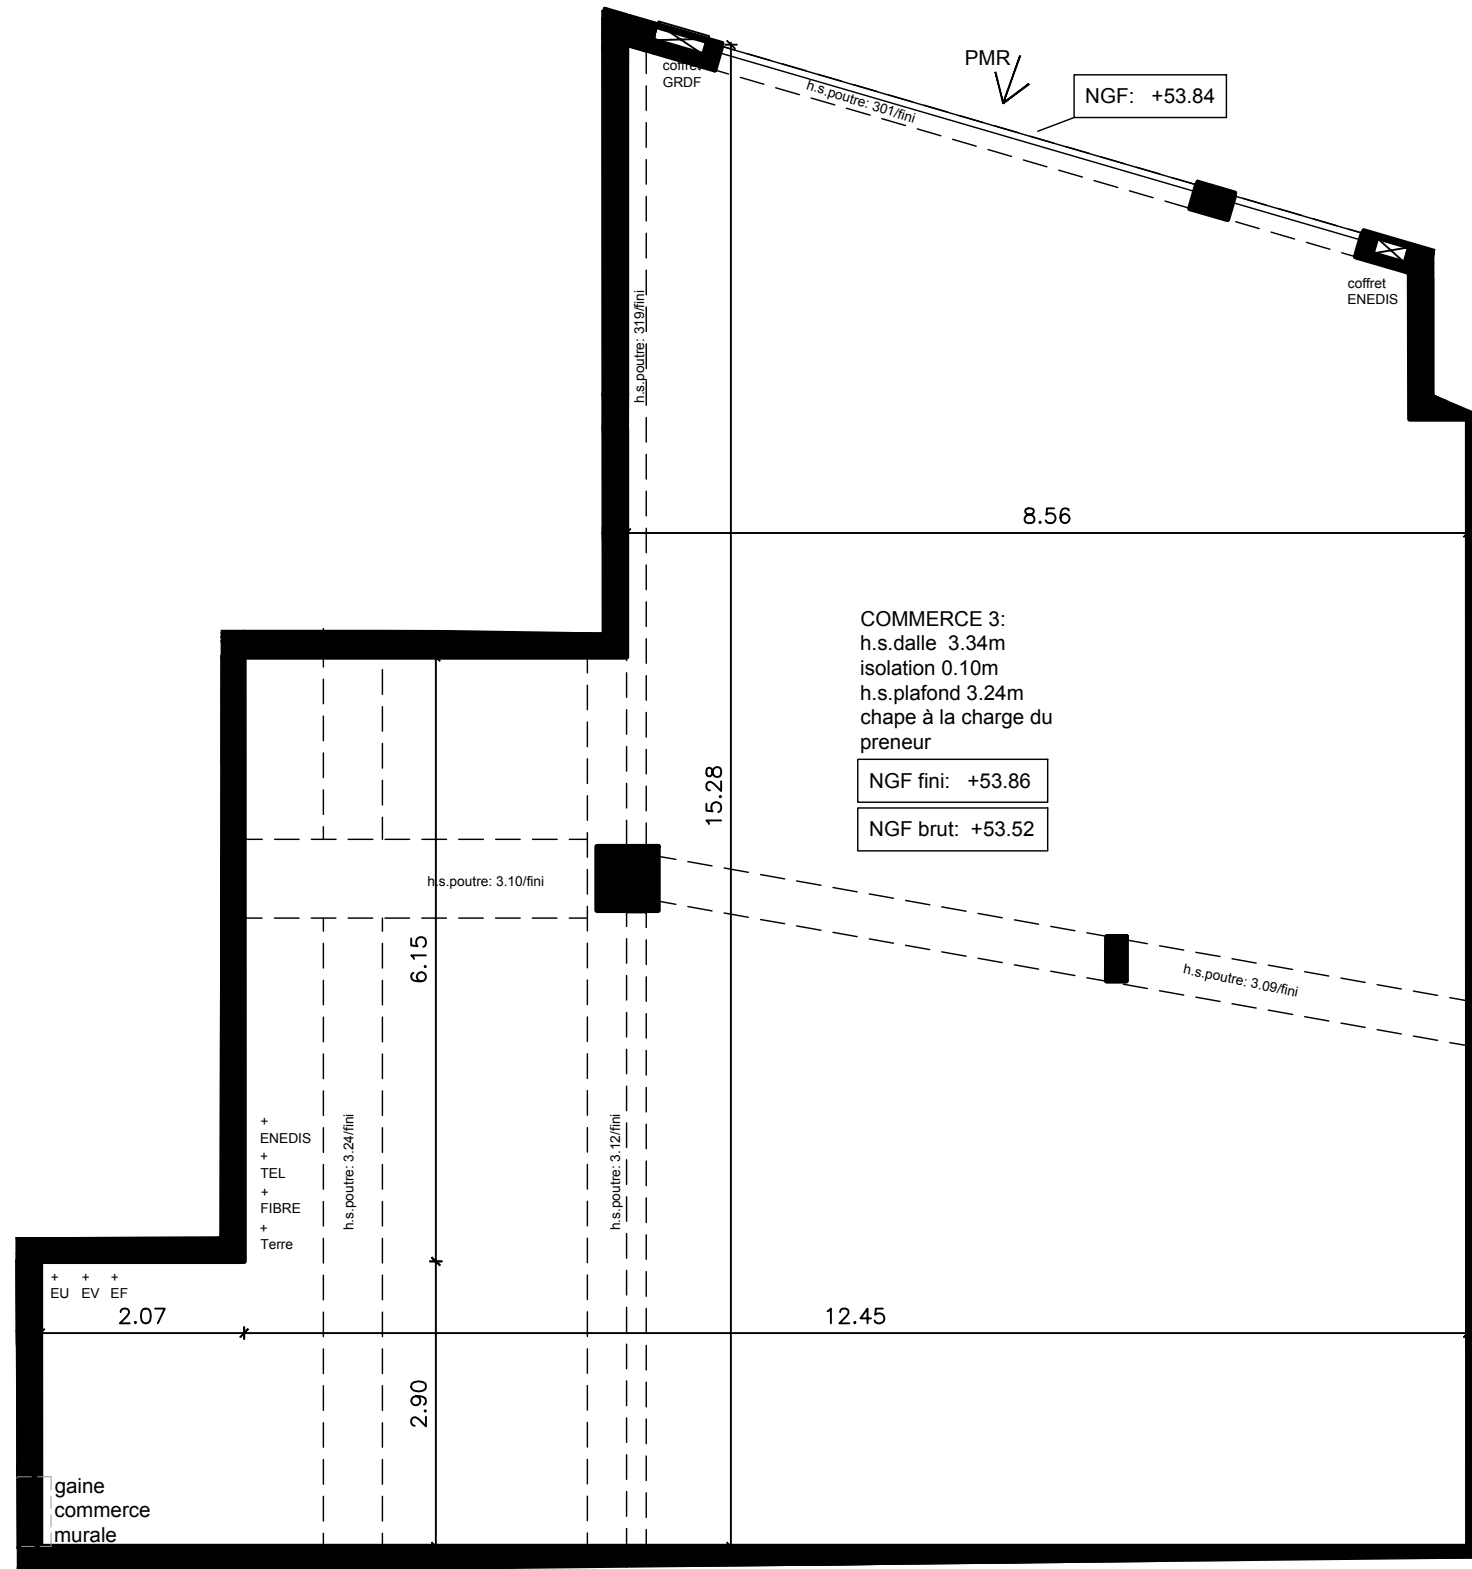 PMR
coffret
GRDF
h.s.poutre: 301/fini
NGF: +53.84
coffret
ENEDIS
h.s.poutre: 319/fini
8.56
COMMERCE 3:
h.s.dalle 3.34m
isolation 0.10m
h.s.plafond 3.24m
chape à la charge du
preneur
NGF fini: +53.86
NGF brut: +53.52
15.28
h.s.poutre: 3.10/fini
6.15
h.s.poutre: 3.09/fini
+
ENEDIS
+
TEL
+
FIBRE
+
Terre
h.s.poutre: 3.24/fini
h.s.poutre: 3.12/fini
+ + +
EU EV EF
2.07
12.45
2.90
gaine
commerce
murale